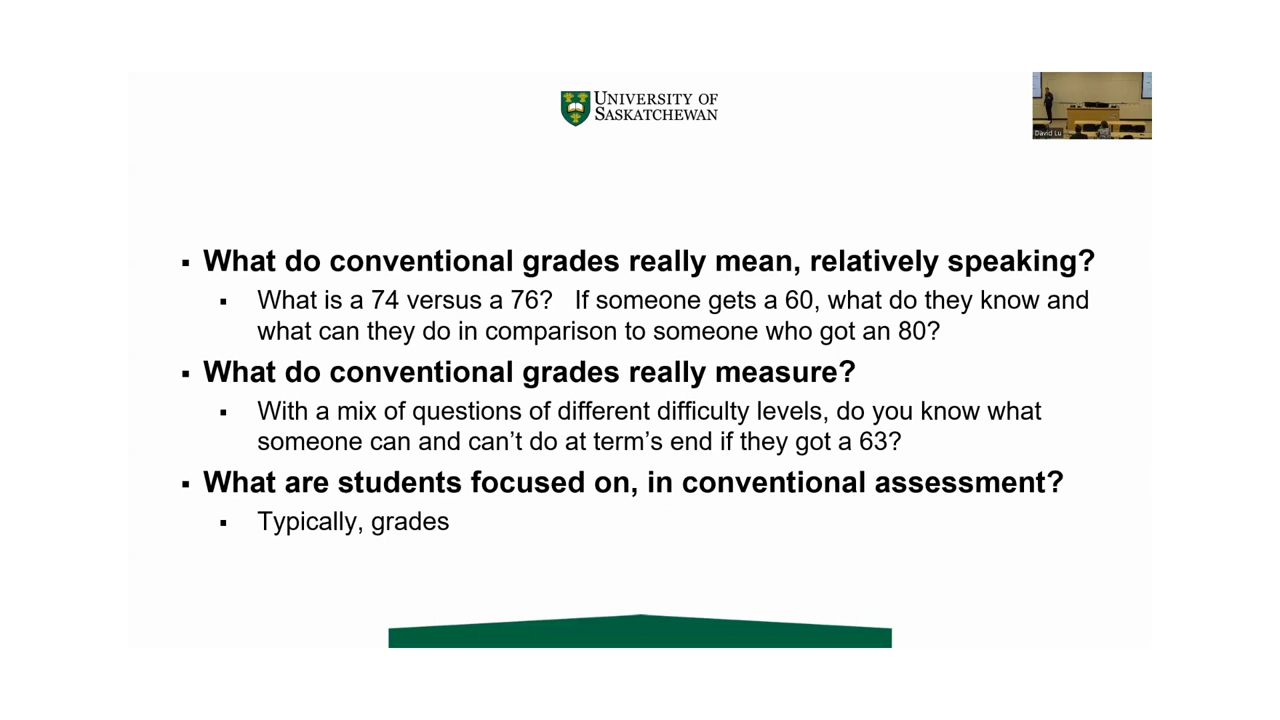 UNIVERSITY OF
SASKATCHEWAN
David Lu
▪ What do conventional grades really mean, relatively speaking?
▪ What is a 74 versus a 76? If someone gets a 60, what do they know and
what can they do in comparison to someone who got an 80?
▪ What do conventional grades really measure?
▪ With a mix of questions of different difficulty levels, do you know what
someone can and can't do at term's end if they got a 63?
▪ What are students focused on, in conventional assessment?
▪ Typically, grades